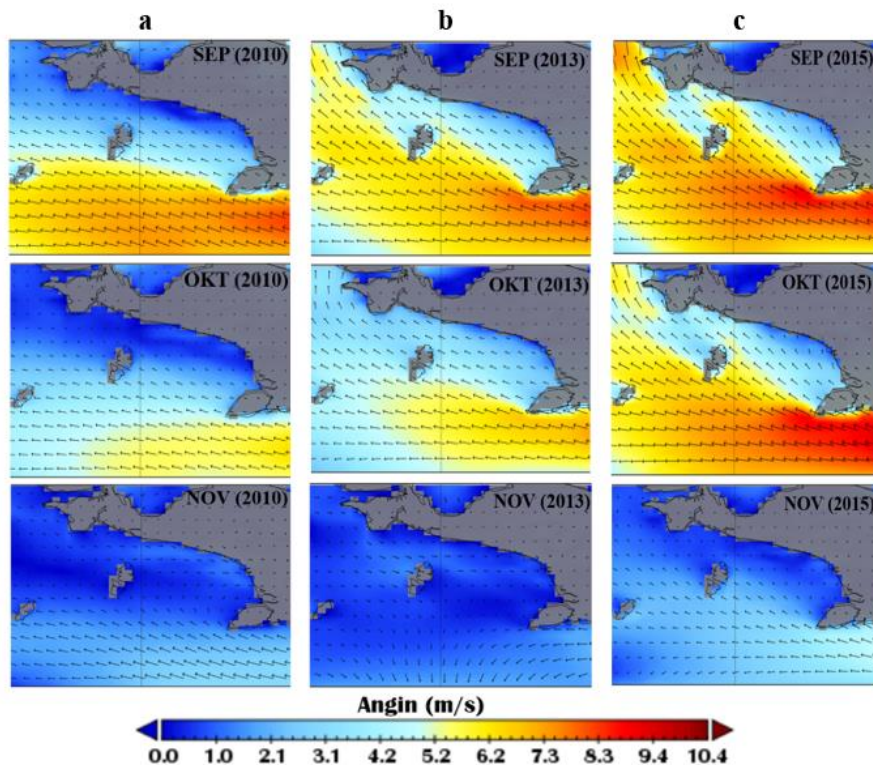 a b c
SEP (2010) SEP (2013) SEP (2015)
OKT (2010) OKT (2013) OKT (2015)
NOV (2010) NOV (2013) NOV (2015)
Angin (m/s)
0.0 1.0 2.1 3.1 4.2 5.2 6.2 7.3 8.3 9.4 10.4